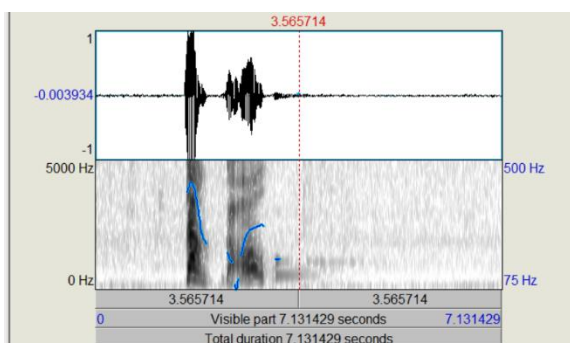 3.565714
1
-0.003934
-1
5000 Hz 500 Hz
0 Hz 75 Hz
3.565714 3.565714
0 Visible part 7.131429 seconds 7.131429
Total duration 7.131429 seconds